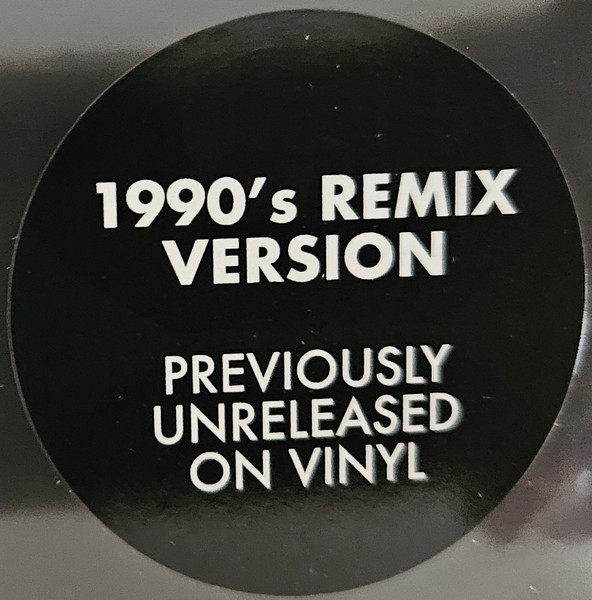 1990's REMIX
VERSION
PREVIOUSLY
UNRELEASED
ON VINYL